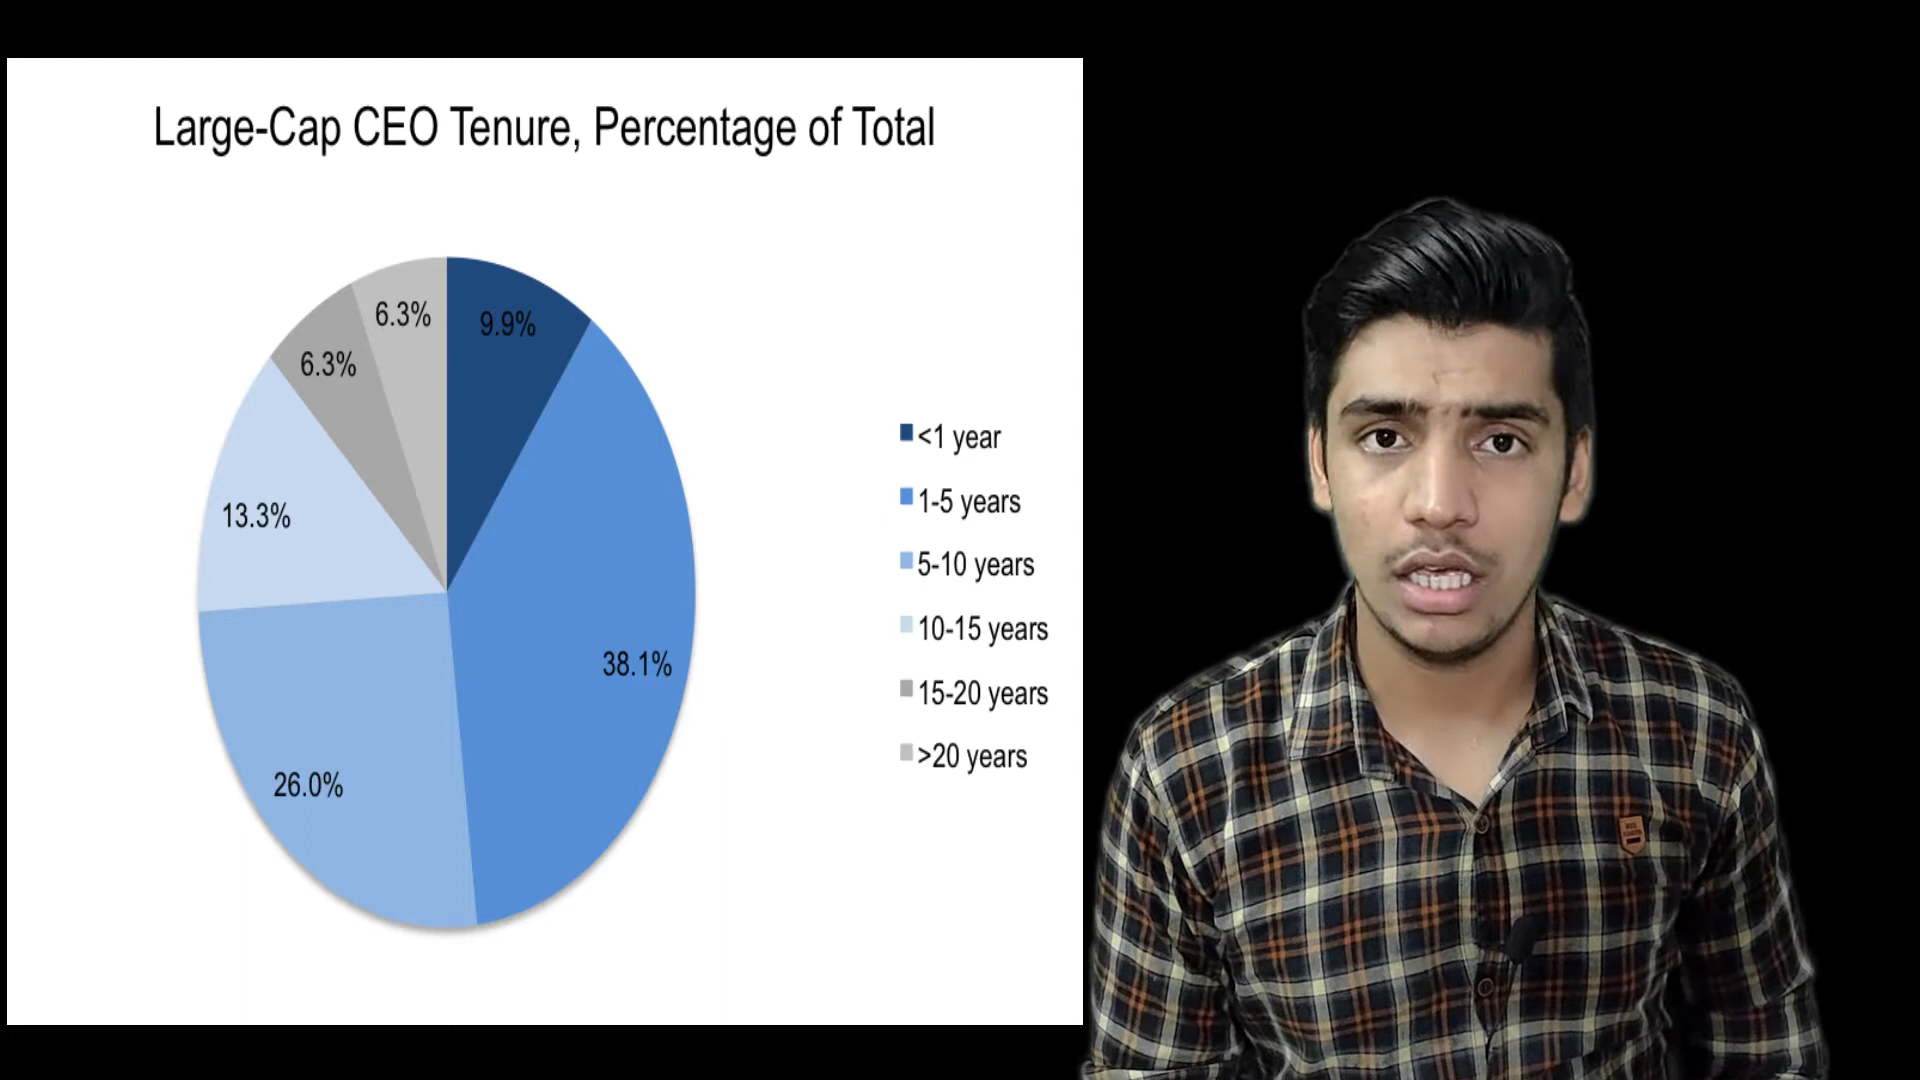 Large-Cap CEO Tenure, Percentage of Total
6.3%
9.9%
6.3%
13.3%
38.1%
26.0%
<1 year
1-5 years
5-10 years
10-15 years
15-20 years
>20 years